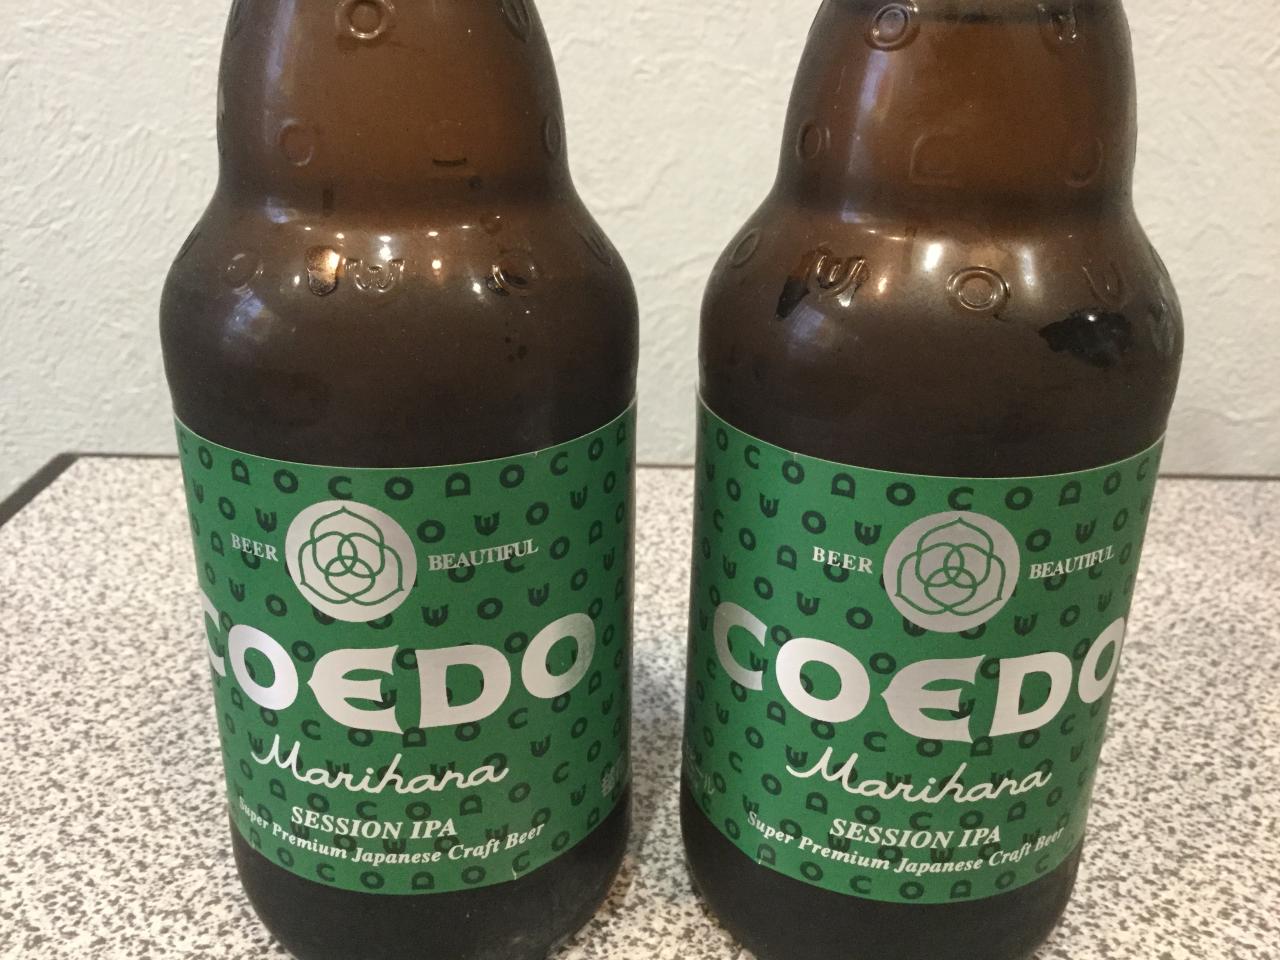 BEER BEAUTIFUL
COEDO
Marihana
SESSION IPA
Super Premium Japanese Craft Beer
BEER BEAUTIFUL
COEDO
Marihana
SESSION IPA
Super Premium Japanese Craft Beer